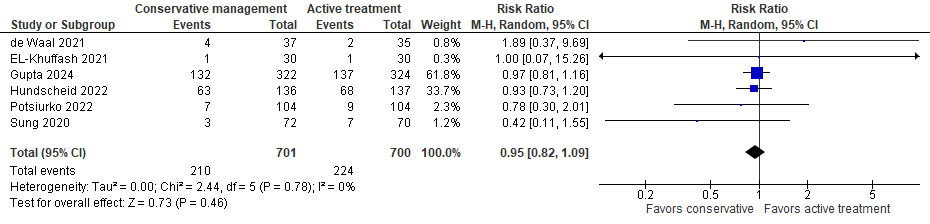 Conservative management Active treatment Risk Ratio Risk Ratio
Study or Subgroup Events Total Events Total Weight M-H, Random, 95% CI M-H, Random, 95% CI
de Waal 2021 4 37 2 35 0.8% 1.89 [0.37, 9.69]
EL-Khuffash 2021 1 30 1 30 0.3% 1.00 [0.07, 15.26]
Gupta 2024 132 322 137 324 61.8% 0.97 [0.81, 1.16]
Hundscheid 2022 63 136 68 137 33.7% 0.93 [0.73, 1.20]
Potsiurko 2022 7 104 9 104 2.3% 0.78 [0.30, 2.01]
Sung 2020 3 72 7 70 1.2% 0.42 [0.11, 1.55]
Total (95% CI) 701 700 100.0% 0.95 [0.82, 1.09]
Total events 210 224
Heterogeneity: Tau² = 0.00; Chi² = 2.44, df = 5 (P = 0.78); I² = 0%
Test for overall effect: Z = 0.73 (P = 0.46)
0.2 0.5 1 2 5
Favors conservative Favors active treatment